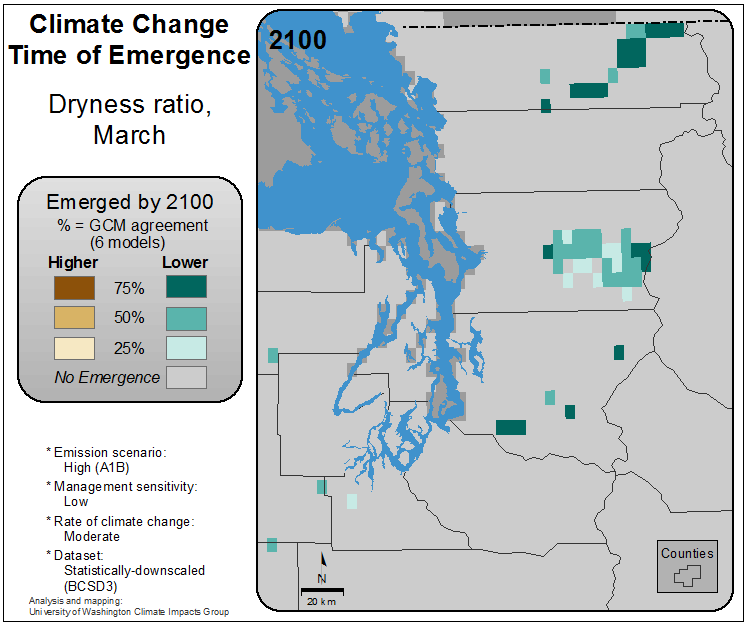 Climate Change
Time of Emergence
Dryness ratio,
March
Emerged by 2100
% = GCM agreement
(6 models)
Higher Lower
75%
50%
25%
No Emergence
* Emission scenario:
High (A1B)
* Management sensitivity:
Low
* Rate of climate change:
Moderate
* Dataset:
Statistically-downscaled
(BCSD3)
Analysis and mapping:
University of Washington Climate Impacts Group
2100
N
20 km
Counties